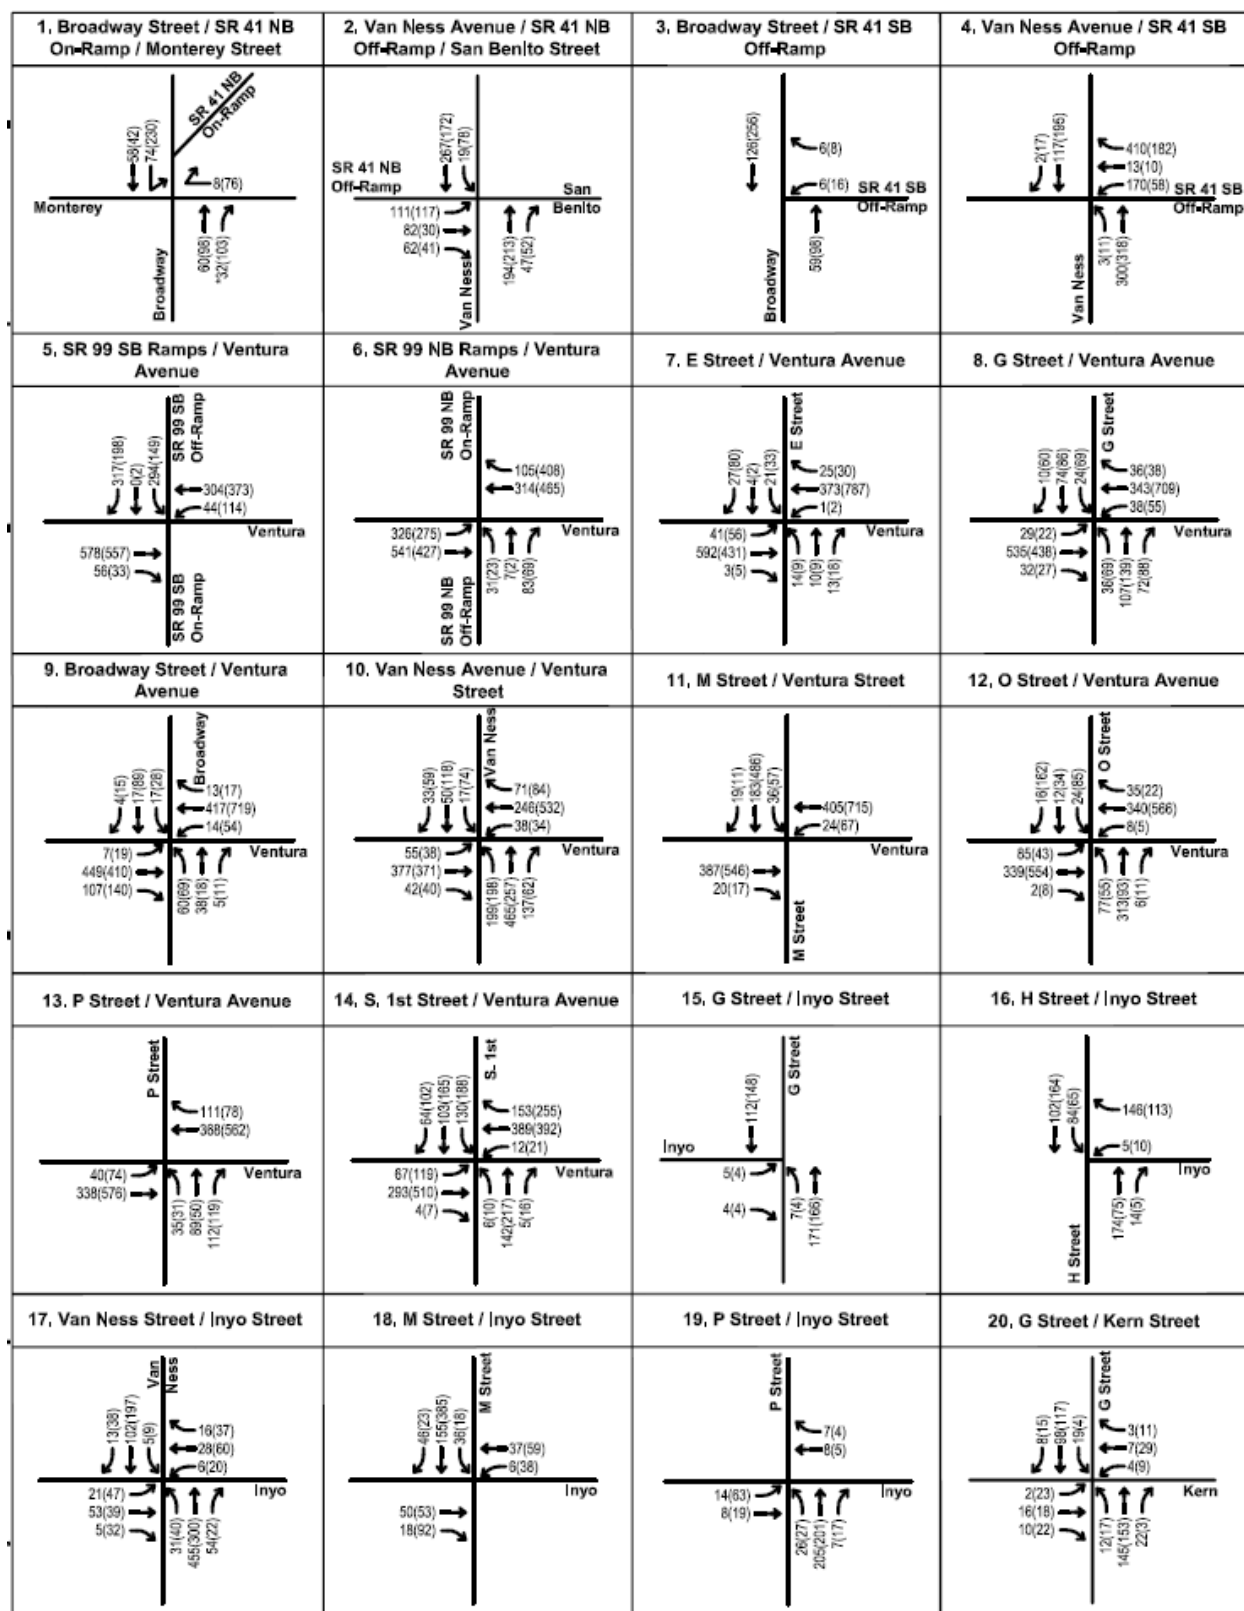 1. Broadway Street / SR 41 NB
On-Ramp / Monterey Street
58(42)
74(230)
SR 41 NB
On-Ramp
8(76)
Monterey
60(98)
*32(103)
Broadway
2. Van Ness Avenue / SR 41 NB
Off-Ramp / San Benito Street
267(172)
19(78)
SR 41 NB
Off-Ramp
San
Benito
111(117)
82(30)
62(41)
194(213)
47(52)
Van Ness
3. Broadway Street / SR 41 SB
Off-Ramp
126(256)
6(8)
6(16)
SR 41 SB
Off-Ramp
59(98)
Broadway
4. Van Ness Avenue / SR 41 SB
Off-Ramp
2(17)
117(195)
410(182)
13(10)
170(58)
SR 41 SB
Off-Ramp
3(11)
300(318)
Van Ness
5. SR 99 SB Ramps / Ventura
Avenue
317(198)
0(2)
294(149)
SR 99 SB
Off-Ramp
304(373)
44(114)
Ventura
578(557)
56(33)
SR 99 SB
On-Ramp
6. SR 99 NB Ramps / Ventura
Avenue
SR 99 NB
On-Ramp
105(408)
314(465)
Ventura
326(275)
541(427)
31(23)
7(2)
83(69)
SR 99 NB
Off-Ramp
7. E Street / Ventura Avenue
27(80)
4(2)
21(33)
E Street
25(30)
373(787)
1(2)
Ventura
41(56)
592(431)
3(5)
14(9)
10(9)
13(18)
8. G Street / Ventura Avenue
10(60)
74(86)
24(69)
G Street
36(38)
343(709)
38(55)
Ventura
29(22)
535(438)
32(27)
36(69)
107(139)
72(88)
9. Broadway Street / Ventura
Avenue
4(15)
17(89)
17(28)
Broadway
13(17)
417(719)
14(54)
Ventura
7(19)
449(410)
107(140)
60(69)
38(18)
5(11)
10. Van Ness Avenue / Ventura
Street
33(59)
50(118)
17(74)
Van Ness
71(84)
246(532)
38(34)
Ventura
55(38)
377(371)
42(40)
199(198)
465(257)
137(62)
11. M Street / Ventura Street
19(11)
183(486)
36(57)
405(715)
24(67)
Ventura
387(546)
20(17)
M Street
12. O Street / Ventura Avenue
16(162)
12(34)
24(85)
O Street
35(22)
340(566)
8(5)
Ventura
85(43)
339(554)
2(8)
77(55)
313(93)
6(11)
13. P Street / Ventura Avenue
P Street
111(78)
388(562)
Ventura
40(74)
338(576)
35(31)
89(50)
112(119)
14. S. 1st Street / Ventura Avenue
64(102)
103(165)
130(188)
S. 1st
153(255)
389(392)
12(21)
Ventura
67(119)
293(510)
4(7)
6(10)
142(217)
5(16)
15. G Street / Inyo Street
112(148)
G Street
Inyo
5(4)
4(4)
7(4)
171(166)
16. H Street / Inyo Street
102(164)
84(65)
146(113)
5(10)
Inyo
174(75)
14(5)
H Street
17. Van Ness Street / Inyo Street
13(38)
102(197)
5(9)
Van
Ness
16(37)
28(60)
6(20)
Inyo
21(47)
53(39)
5(32)
31(40)
455(300)
54(22)
18. M Street / Inyo Street
46(23)
155(385)
36(18)
M Street
37(59)
6(38)
Inyo
50(53)
18(92)
19. P Street / Inyo Street
P Street
7(4)
8(5)
Inyo
14(63)
8(19)
26(27)
205(201)
7(17)
20. G Street / Kern Street
8(15)
98(117)
19(4)
G Street
3(11)
7(29)
4(9)
Kern
2(23)
16(18)
10(22)
12(17)
145(153)
22(3)